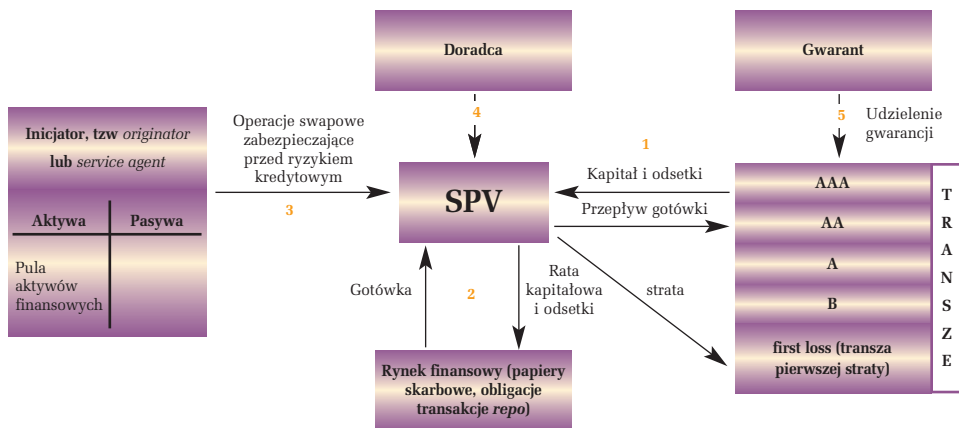 Doradca
Gwarant
4
5
Udzielenie
gwarancji
Inicjator, tzw originator
lub service agent
Aktywa
Pasywa
Pula
aktywów
finansowych
Operacje swapowe
zabezpieczające
przed ryzykiem
kredytowym
3
SPV
1
Kapitał i odsetki
Przepływ gotówki
AAA
AA
A
B
first loss (transza
pierwszej straty)
T
R
A
N
S
Z
E
Gotówka
2
Rata
kapitałowa
i odsetki
strata
Rynek finansowy (papiery
skarbowe, obligacje
transakcje repo)